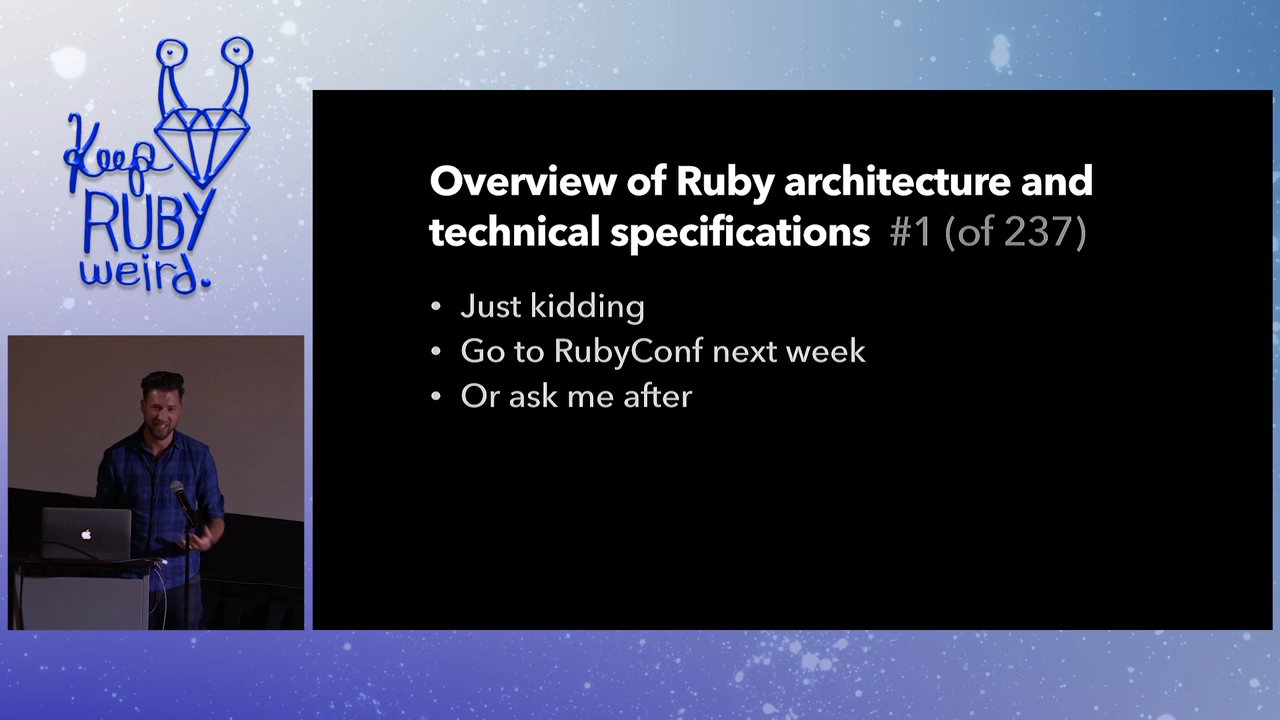 Keep
RUBY
weird.
Overview of Ruby architecture and
technical specifications #1 (of 237)
• Just kidding
• Go to RubyConf next week
• Or ask me after